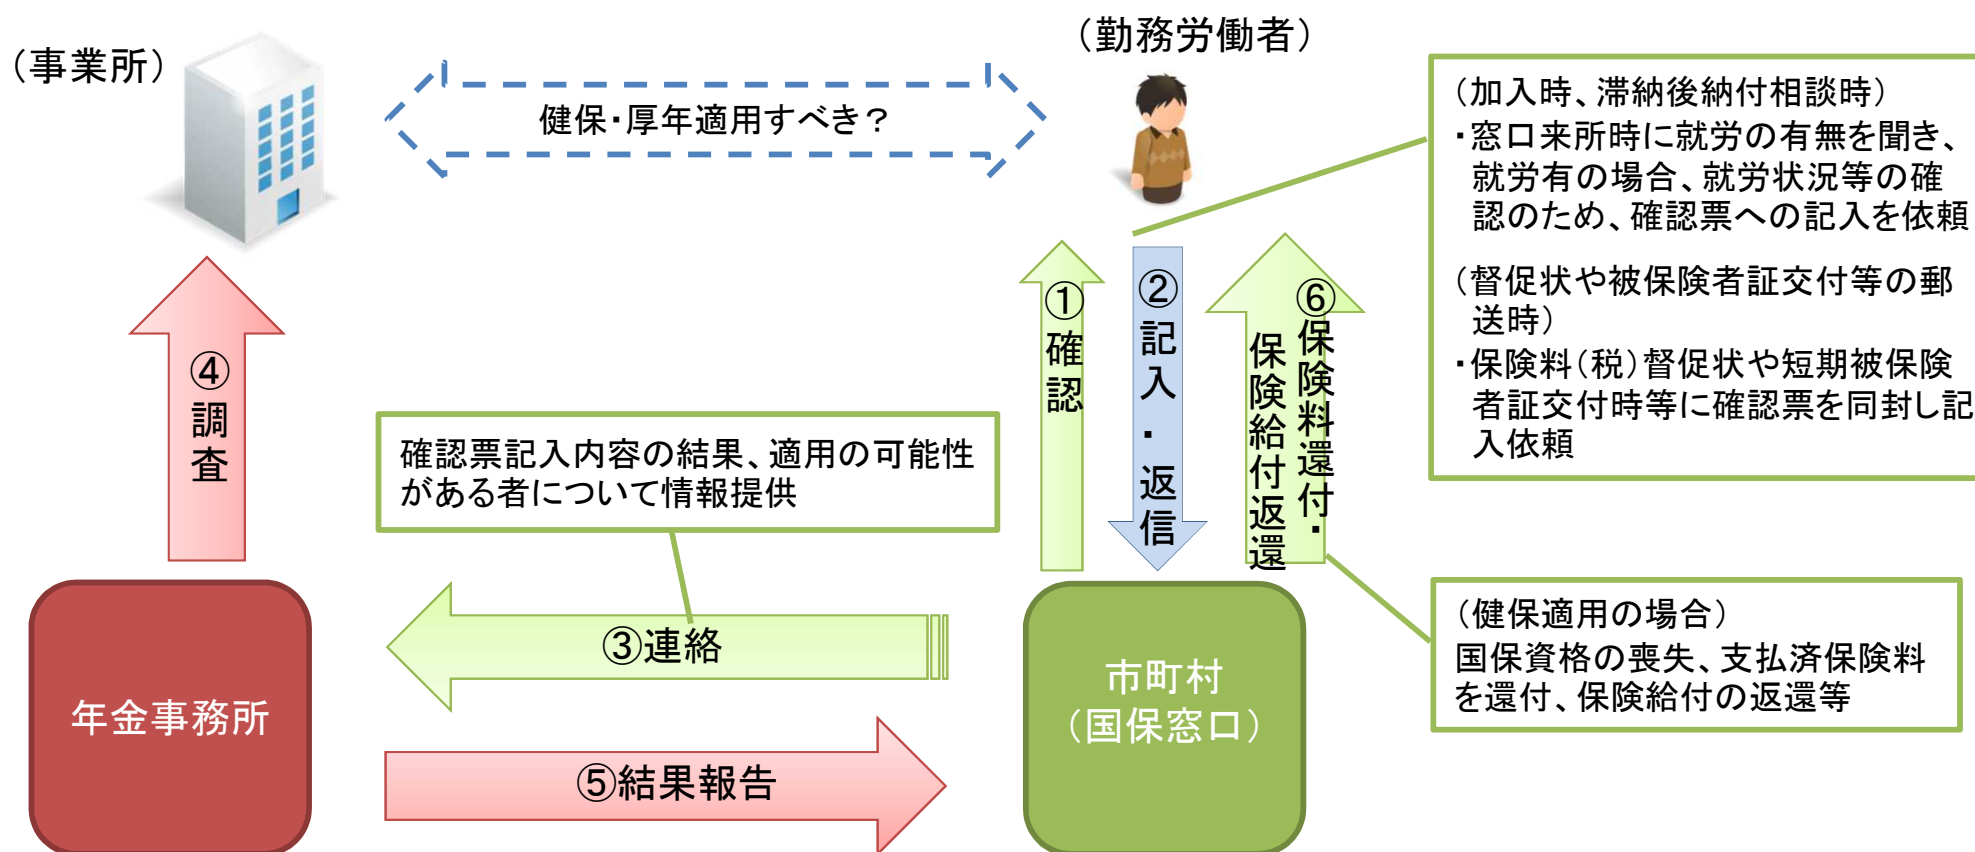 （事業所）
（勤務労働者）
健保・厚年適用すべき？
（加入時、滞納後納付相談時）
・窓口来所時に就労の有無を聞き、
就労有の場合、就労状況等の確
認のため、確認票への記入を依頼
（督促状や被保険者証交付等の郵
送時）
・保険料（税）督促状や短期被保険
者証交付時等に確認票を同封し記
入依頼
①確認
②記入・返信
⑥保険料還付・
保険給付返還
④調査
確認票記入内容の結果、適用の可能性
がある者について情報提供
③連絡
（健保適用の場合）
国保資格の喪失、支払済保険料
を還付、保険給付の返還等
年金事務所
市町村
（国保窓口）
⑤結果報告